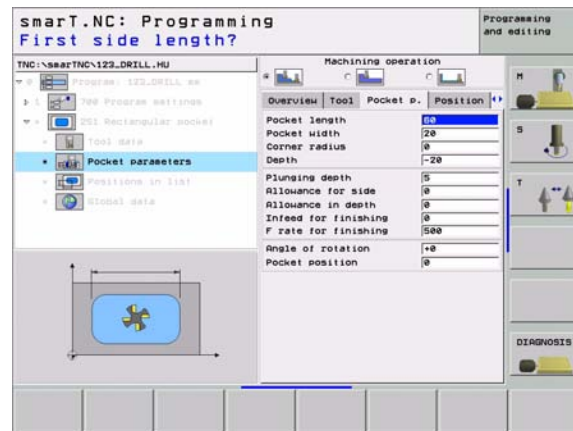 smarT.NC: Programming
First side length?
Programming and editing
TNC:\smarTNC\123_DRILL.HU
0 Program: 123_DRILL mm
1 700 Program settings
251 Rectangular pocket
Tool data
Pocket parameters
Positions in list
Global data
Machining operation
Overview Tool Pocket p. Position
Pocket length 60
Pocket width 20
Corner radius 0
Depth -20
Plunging depth 5
Allowance for side 0
Allowance in depth 0
Infeed for finishing 0
F rate for finishing 500
Angle of rotation +0
Pocket position 0
M
S
T
DIAGNOSIS